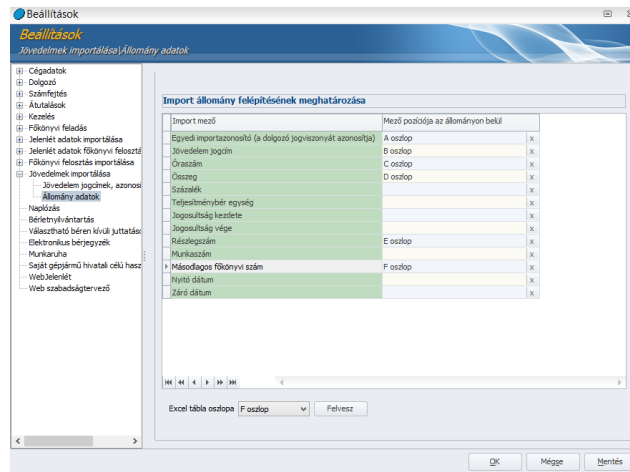 Beállítások
Beállítások
Jövedelmek importálása\Állomány adatok
Cégadatok
Dolgozó
Számfejtés
Átutalások
Kezelés
Főkönyvi feladás
Jelenlét adatok importálása
Jelenlét adatok főkönyvi felosztá
Főkönyvi felosztás importálása
Jövedelmek importálása
Jövedelem jogcímek, azonosí
Állomány adatok
Naplózás
Bérletnyilvántartás
Választható béren kívüli juttatáso
Elektronikus bérjegyzék
Munkaruha
Saját gépjármű hivatali célú hasz
WebJelenlét
Web szabadságtervező
Import állomány felépítésének meghatározása
Import mező Mező pozíciója az állományon belül
Egyedi importazonosító (a dolgozó jogviszonyát azonosítja) A oszlop x
Jövedelem jogcím B oszlop x
Óraszám C oszlop x
Összeg D oszlop x
Százalék x
Teljesítménybér egység x
Jogosultság kezdete x
Jogosultság vége x
Részlegszám E oszlop x
Munkaszám x
Másodlagos főkönyvi szám F oszlop x
Nyitó dátum x
Záró dátum x
Excel tábla oszlopa F oszlop Felvesz
OK Mégse Mentés